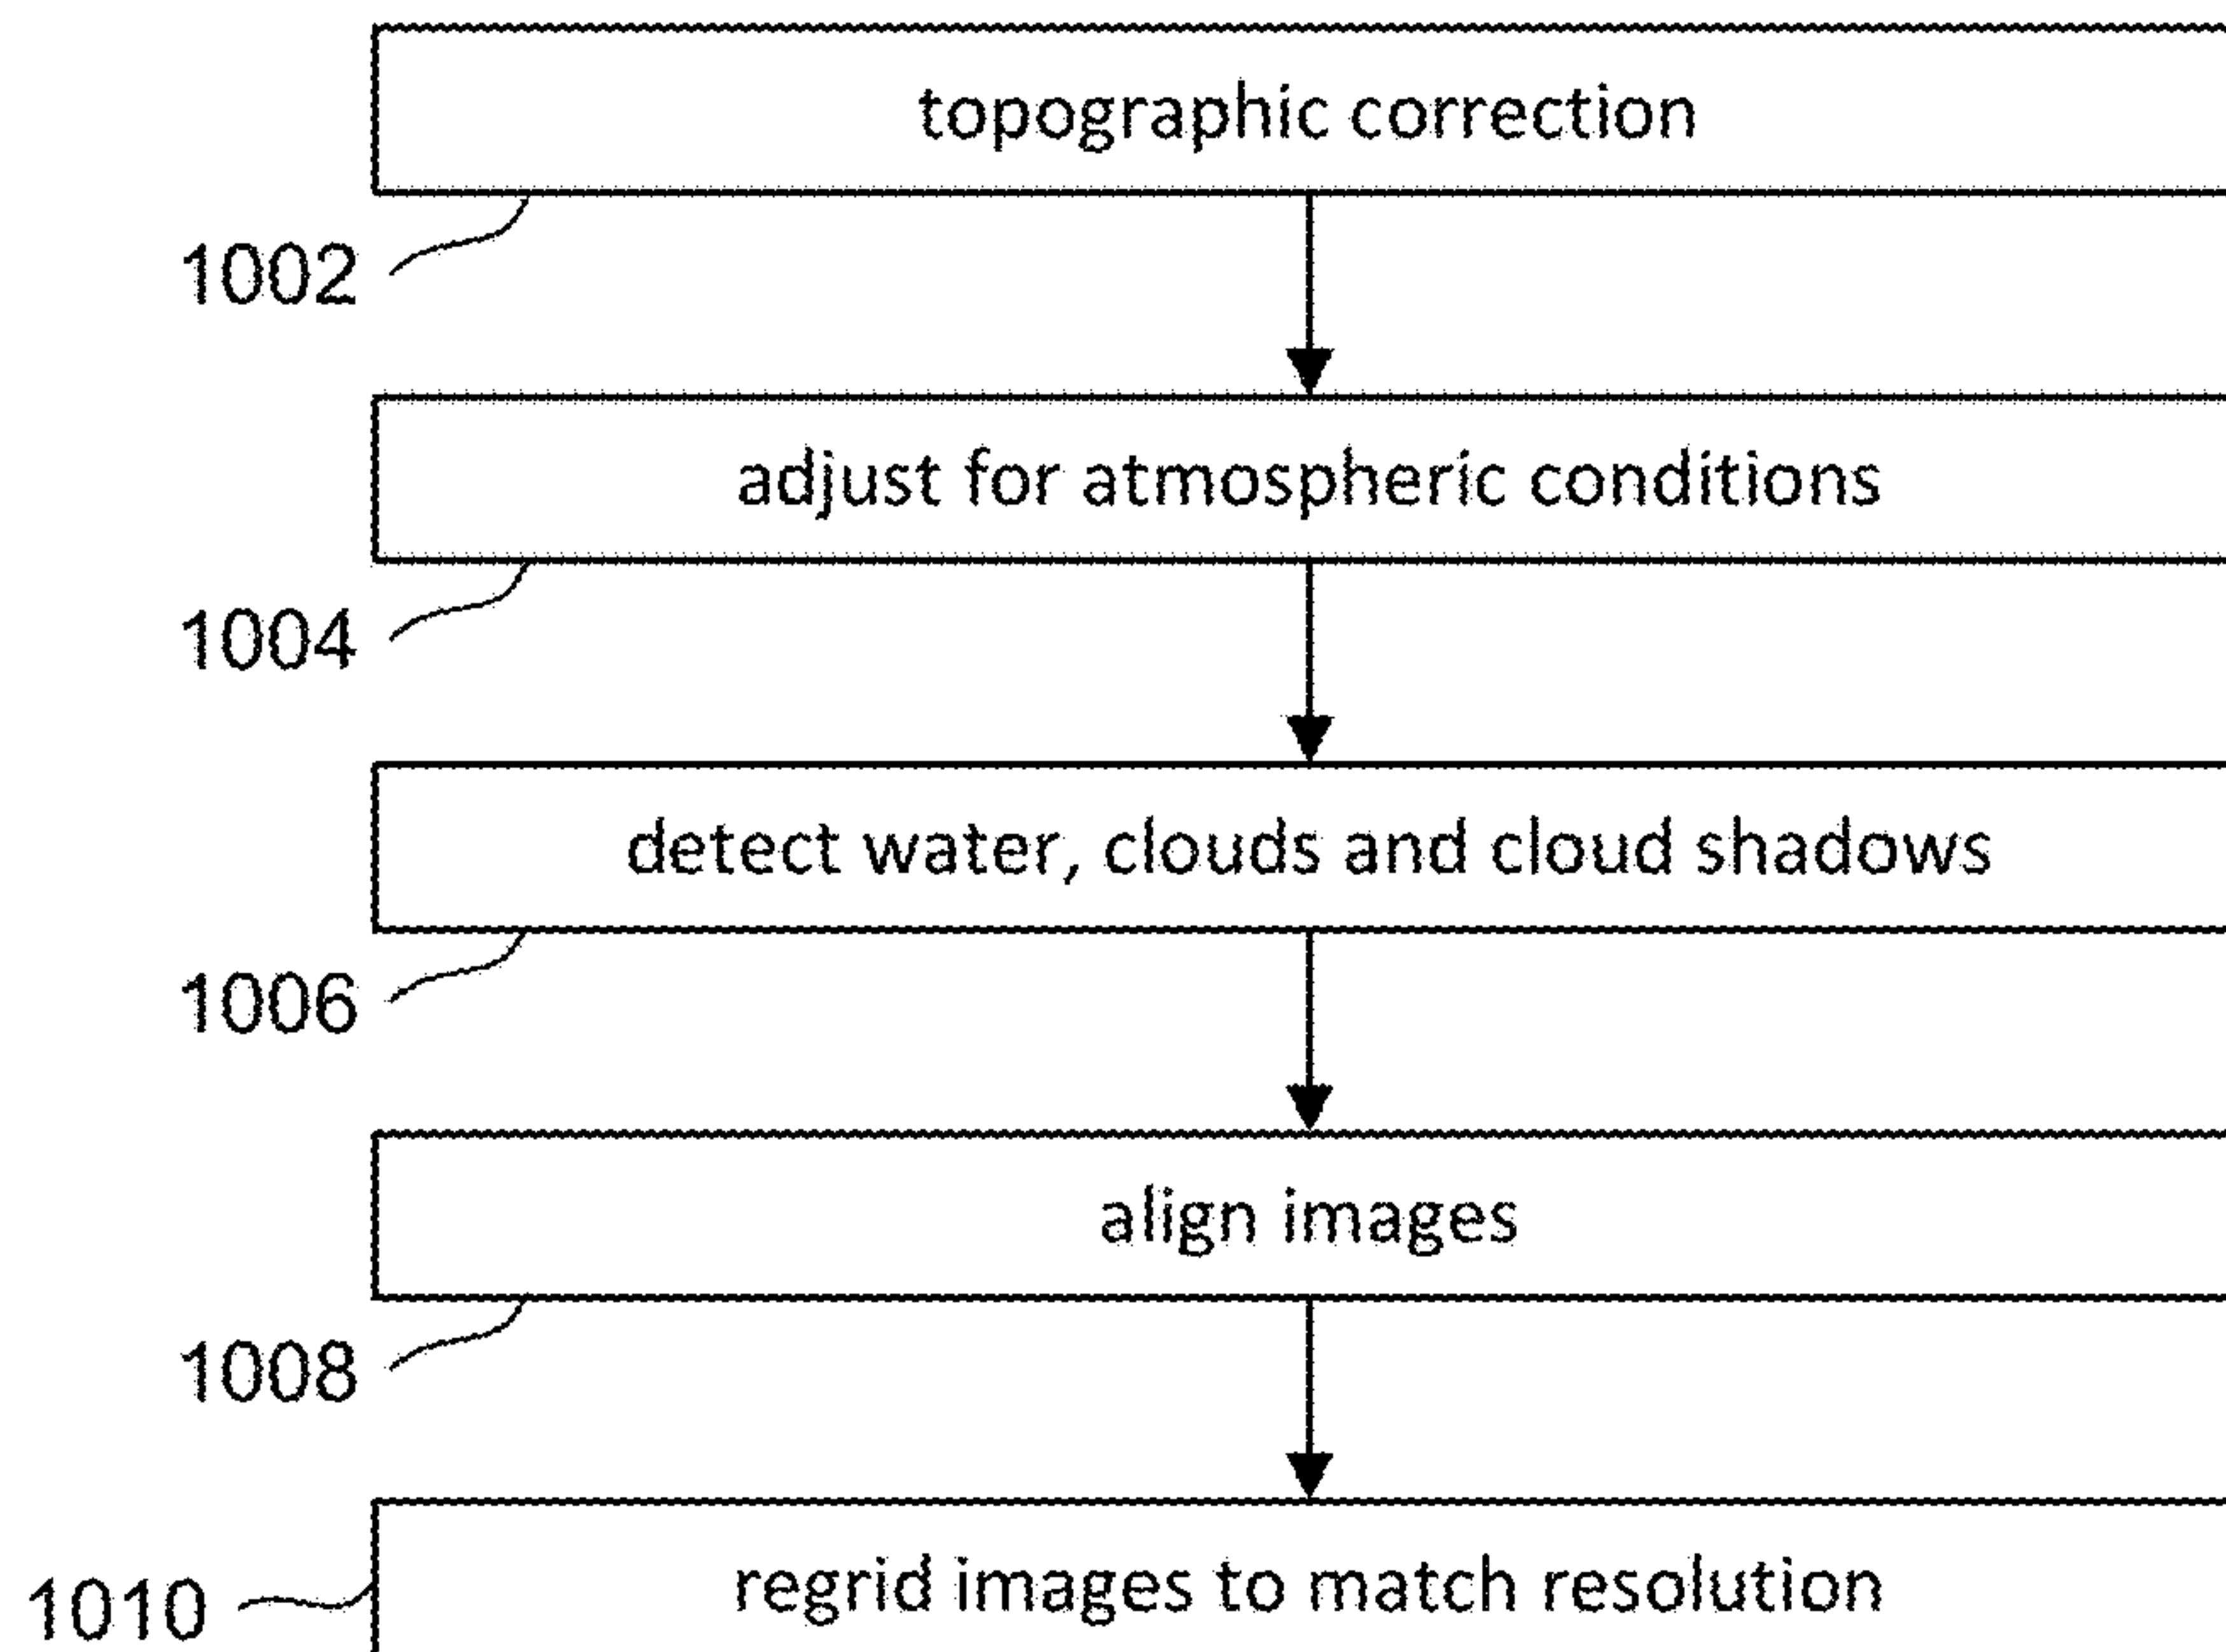 topographic correction
1002
adjust for atmospheric conditions
1004
detect water, clouds and cloud shadows
1006
align images
1008
regrid images to match resolution
1010